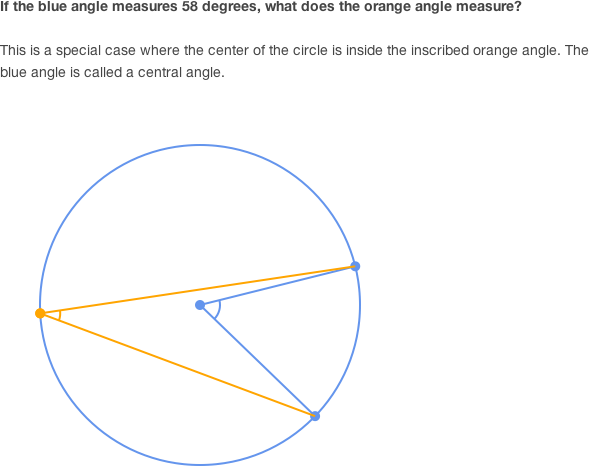 If the blue angle measures 58 degrees, what does the orange angle measure?
This is a special case where the center of the circle is inside the inscribed orange angle. The
blue angle is called a central angle.